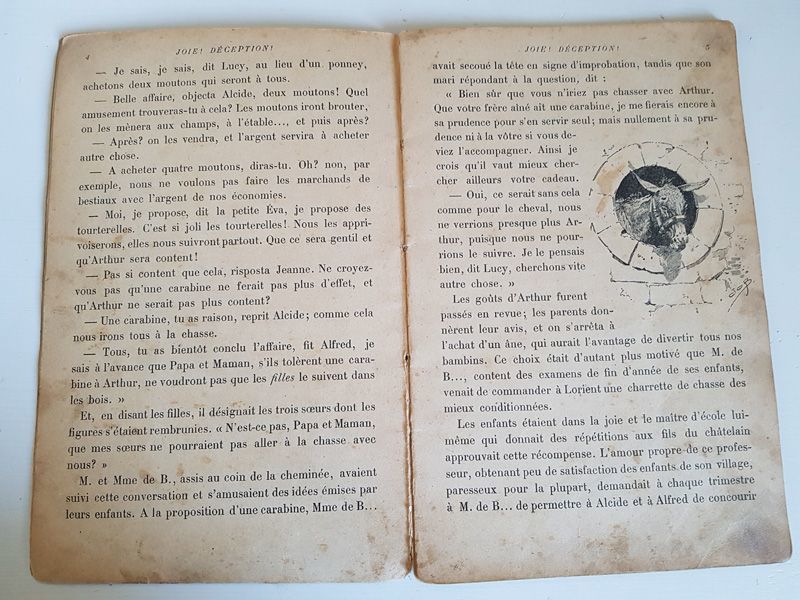 4
JOIE! DÉCEPTION!
— Je sais, je sais, dit Lucy, au lieu d'un ponney,
achetons deux moutons qui seront à tous.
— Belle affaire, objecta Alcide, deux moutons! Quel
amusement trouveras-tu à cela? Les moutons iront brouter,
on les mènera aux champs, à l'étable..., et puis après?
— Après? on les vendra, et l'argent servira à acheter
autre chose.
— A acheter quatre moutons, diras-tu. Oh? non, par
exemple, nous ne voulons pas faire les marchands de
bestiaux avec l'argent de nos économies.
— Moi, je propose, dit la petite Éva, je propose des
tourterelles. C'est si joli les tourterelles! Nous les appri-
voiserons, elles nous suivront partout. Que ce sera gentil et
qu'Arthur sera content!
— Pas si content que cela, risposta Jeanne. Ne croyez-
vous pas qu'une carabine ne ferait pas plus d'effet, et
qu'Arthur ne serait pas plus content?
— Une carabine, tu as raison, reprit Alcide; comme cela
nous irons tous à la chasse.
— Tous, tu as bientôt conclu l'affaire, fit Alfred, je
sais à l'avance que Papa et Maman, s'ils tolèrent une cara-
bine à Arthur, ne voudront pas que les filles le suivent dans
les bois. »
Et, en disant les filles, il désignait les trois sœurs dont les
figures s'étaient rembrunies. « N'est-ce pas, Papa et Maman,
que mes sœurs ne pourraient pas aller à la chasse avec
nous? »
M. et Mme de B., assis au coin de la cheminée, avaient
suivi cette conversation et s'amusaient des idées émises par
leurs enfants. A la proposition d'une carabine, Mme de B...
JOIE! DÉCEPTION!
5
avait secoué la tête en signe d'improbation, tandis que son
mari répondant à la question, dit :
« Bien sûr que vous n'iriez pas chasser avec Arthur.
Que votre frère aîné ait une carabine, je me fierais encore à
sa prudence pour s'en servir seul; mais nullement à sa pru-
dence ni à la vôtre si vous de-
viez l'accompagner. Ainsi je
crois qu'il vaut mieux cher-
cher ailleurs votre cadeau.
— Oui, ce serait sans cela
comme pour le cheval, nous
ne verrions presque plus Ar-
thur, puisque nous ne pour-
rions le suivre. Je le pensais
bien, dit Lucy, cherchons vite
autre chose. »
Les goûts d'Arthur furent
passés en revue; les parents don-
nèrent leur avis, et on s'arrêta à
l'achat d'un âne, qui aurait l'avantage de divertir tous nos
bambins. Ce choix était d'autant plus motivé que M. de
B..., content des examens de fin d'année de ses enfants,
venait de commander à Lorient une charrette de chasse des
mieux conditionnées.
Les enfants étaient dans la joie et le maître d'école lui-
même qui donnait des répétitions aux fils du châtelain
approuvait cette récompense. L'amour propre de ce profes-
seur, obtenant peu de satisfaction des enfants de son village,
paresseux pour la plupart, demandait à chaque trimestre
à M. de B... de permettre à Alcide et à Alfred de concourir